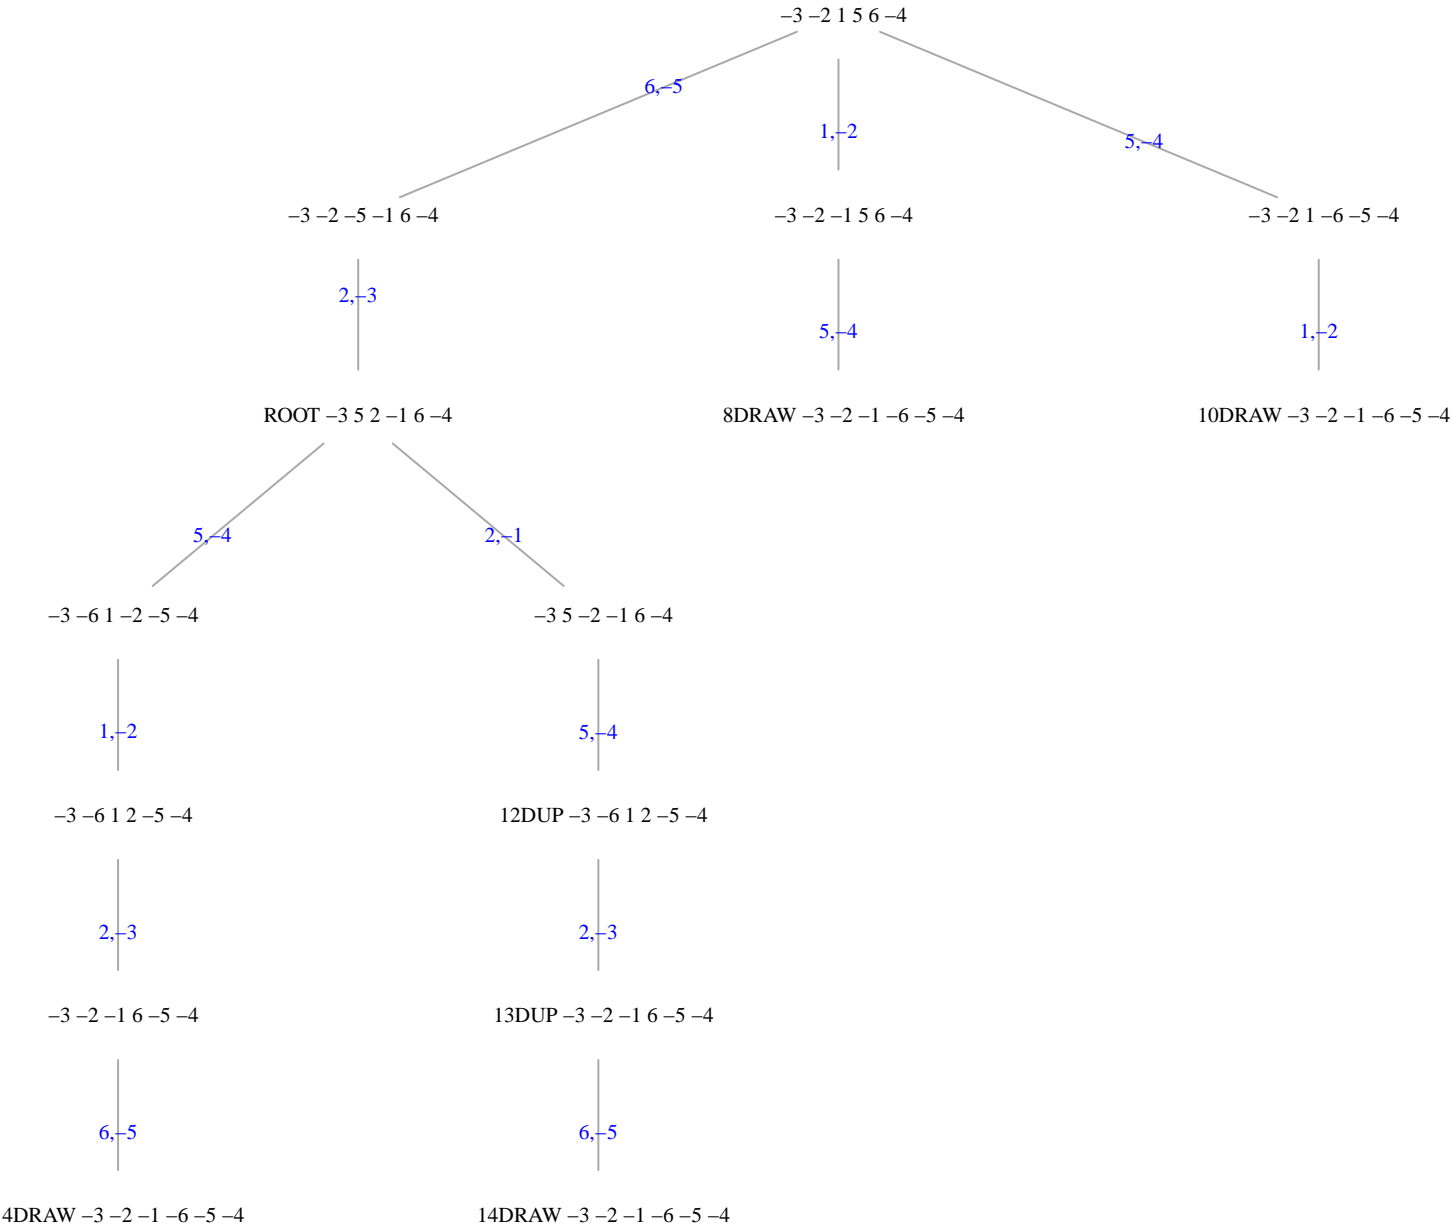 –3 –2 1 5 6 –4
6,–5
1,–2
5,–4
–3 –2 –5 –1 6 –4
–3 –2 –1 5 6 –4
–3 –2 1 –6 –5 –4
2,–3
5,–4
1,–2
ROOT –3 5 2 –1 6 –4
8DRAW –3 –2 –1 –6 –5 –4
10DRAW –3 –2 –1 –6 –5 –4
5,–4
2,–1
–3 –6 1 –2 –5 –4
–3 5 –2 –1 6 –4
1,–2
5,–4
–3 –6 1 2 –5 –4
12DUP –3 –6 1 2 –5 –4
2,–3
2,–3
–3 –2 –1 6 –5 –4
13DUP –3 –2 –1 6 –5 –4
6,–5
6,–5
4DRAW –3 –2 –1 –6 –5 –4
14DRAW –3 –2 –1 –6 –5 –4